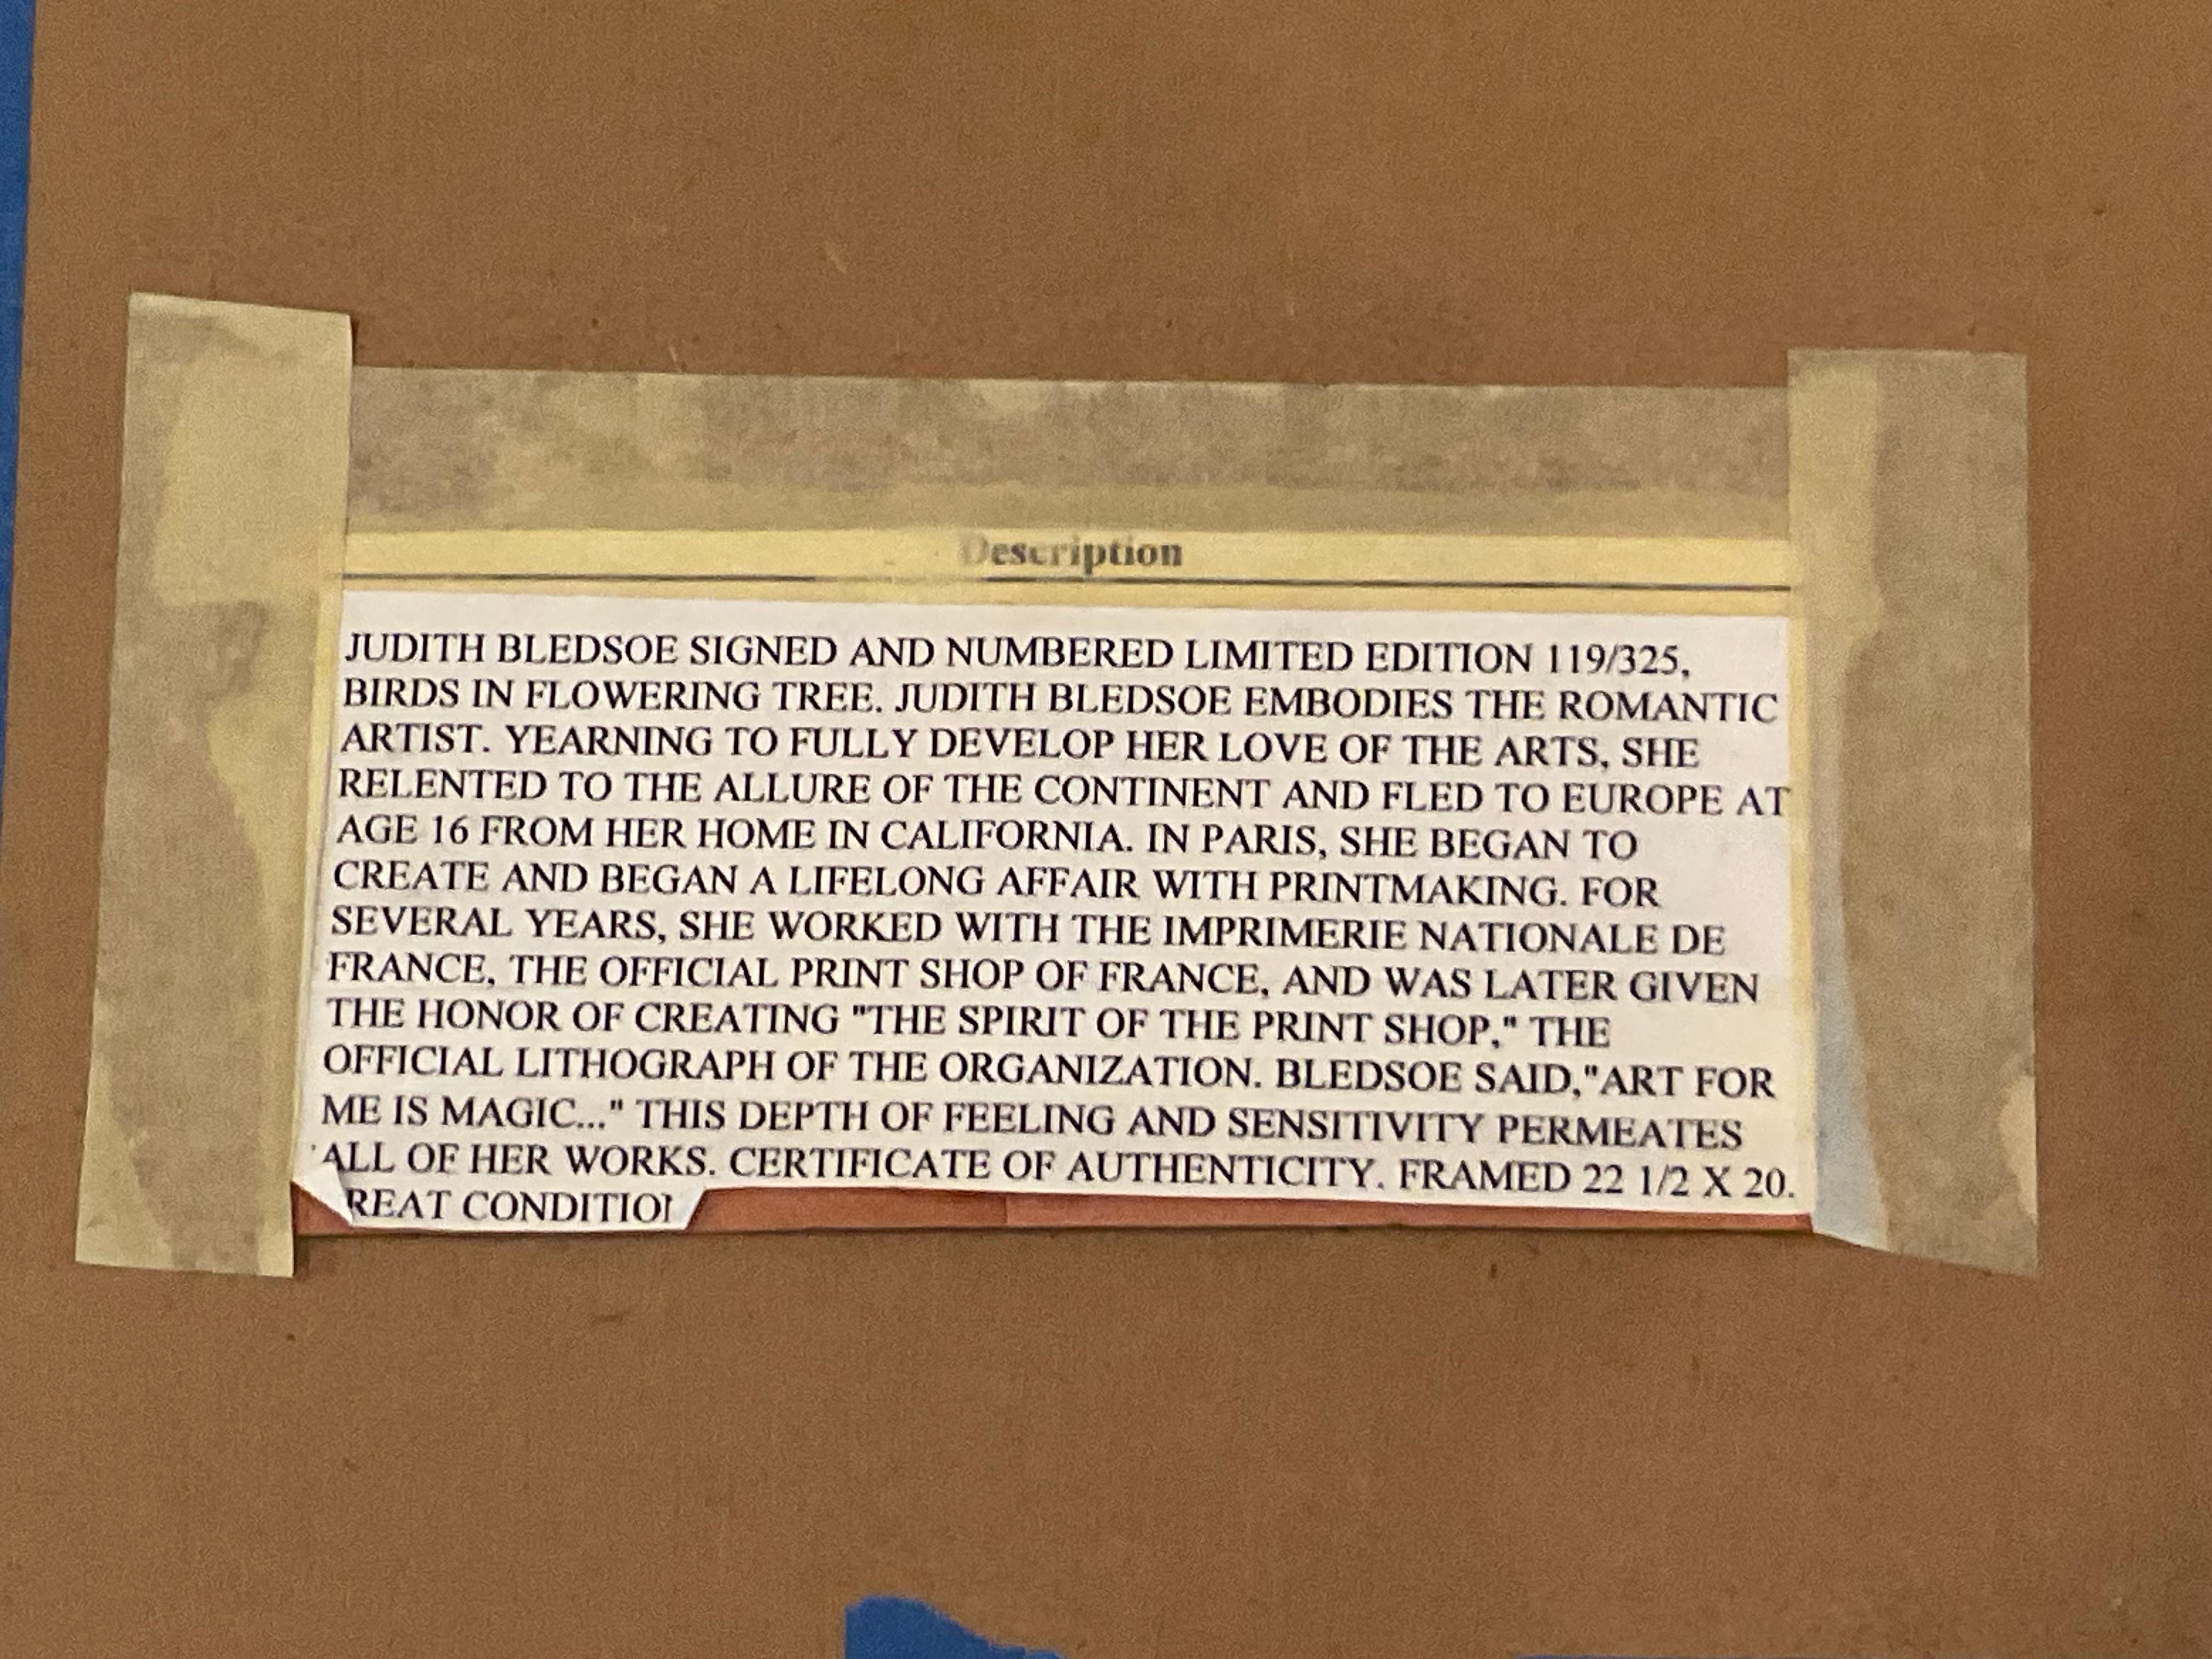 Description
JUDITH BLEDSOE SIGNED AND NUMBERED LIMITED EDITION 119/325,
BIRDS IN FLOWERING TREE. JUDITH BLEDSOE EMBODIES THE ROMANTIC
ARTIST. YEARNING TO FULLY DEVELOP HER LOVE OF THE ARTS, SHE
RELENTED TO THE ALLURE OF THE CONTINENT AND FLED TO EUROPE AT
AGE 16 FROM HER HOME IN CALIFORNIA. IN PARIS, SHE BEGAN TO
CREATE AND BEGAN A LIFELONG AFFAIR WITH PRINTMAKING. FOR
SEVERAL YEARS, SHE WORKED WITH THE IMPRIMERIE NATIONALE DE
FRANCE, THE OFFICIAL PRINT SHOP OF FRANCE, AND WAS LATER GIVEN
THE HONOR OF CREATING "THE SPIRIT OF THE PRINT SHOP," THE
OFFICIAL LITHOGRAPH OF THE ORGANIZATION. BLEDSOE SAID,"ART FOR
ME IS MAGIC..." THIS DEPTH OF FEELING AND SENSITIVITY PERMEATES
ALL OF HER WORKS. CERTIFICATE OF AUTHENTICITY. FRAMED 22 1/2 X 20.
REAT CONDITION